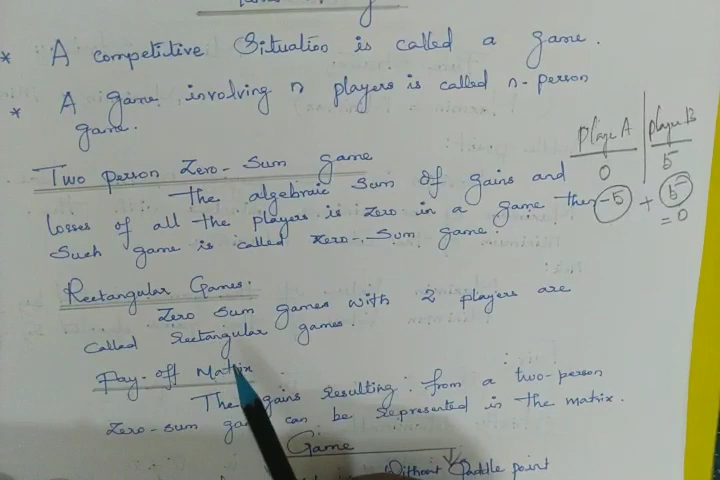 * A competitive Situation is called a game.
* A Game involving n players is called n-person
game.
Two person Zero-Sum game
The algebraic Sum of gains and
losses of all the players is zero in a game then
Such game is called zero-Sum game.
Player A | Player B
0 5
-5 + 5
= 0
Rectangular Games.
Zero sum games with 2 players are
called rectangular games.
Pay-off Matrix
The gains resulting from a two-person
zero-sum can be represented in the matrix.
Game
Without Saddle point